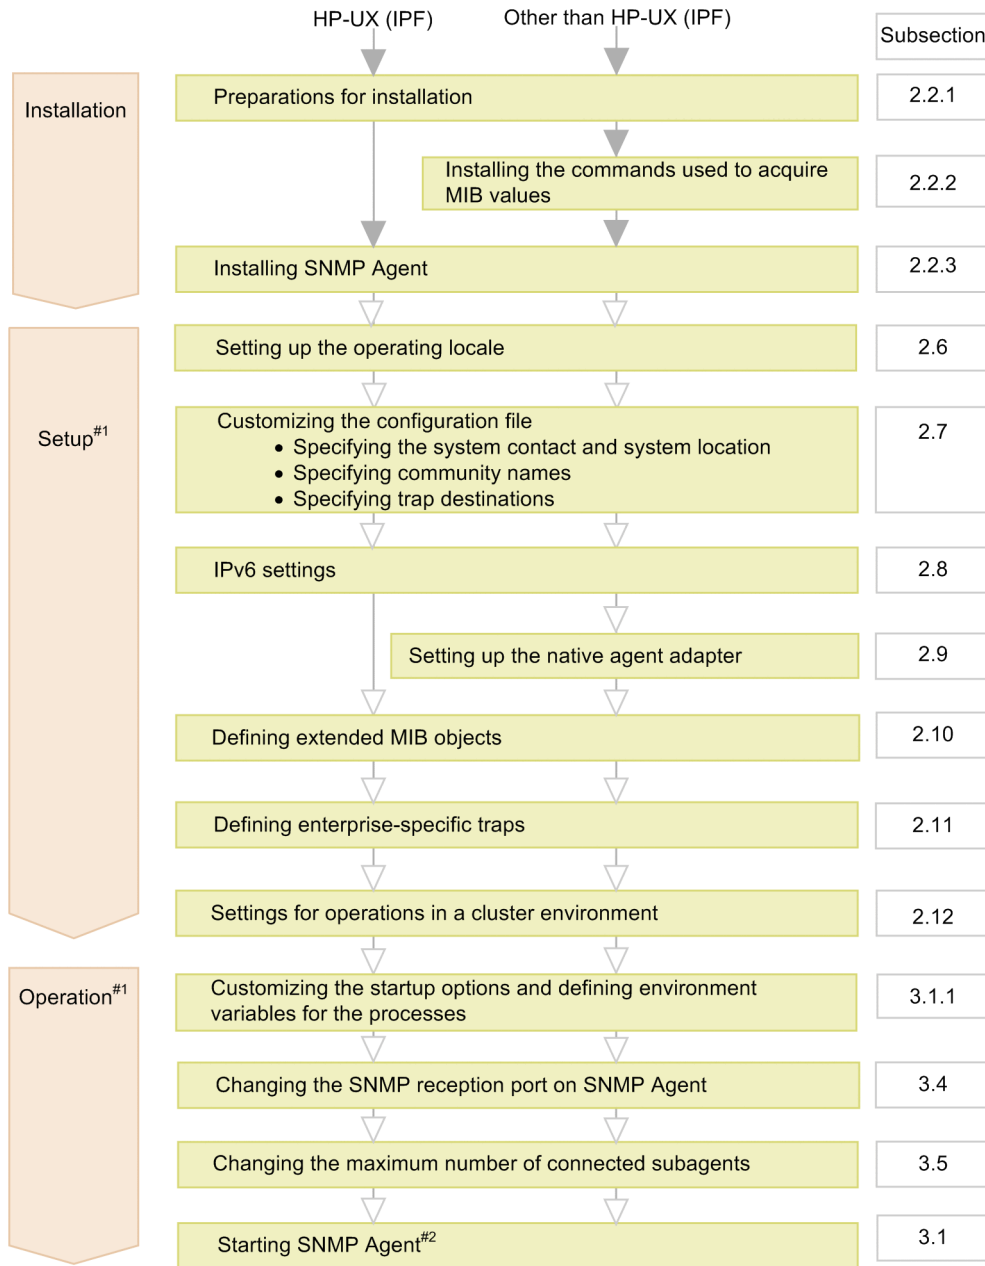 HP-UX (IPF)
Other than HP-UX (IPF)
Subsection
Installation
Preparations for installation
2.2.1
Installing the commands used to acquire
MIB values
2.2.2
Installing SNMP Agent
2.2.3
Setup#1
Setting up the operating locale
2.6
Customizing the configuration file
• Specifying the system contact and system location
• Specifying community names
• Specifying trap destinations
2.7
IPv6 settings
2.8
Setting up the native agent adapter
2.9
Defining extended MIB objects
2.10
Defining enterprise-specific traps
2.11
Settings for operations in a cluster environment
2.12
Operation#1
Customizing the startup options and defining environment
variables for the processes
3.1.1
Changing the SNMP reception port on SNMP Agent
3.4
Changing the maximum number of connected subagents
3.5
Starting SNMP Agent#2
3.1